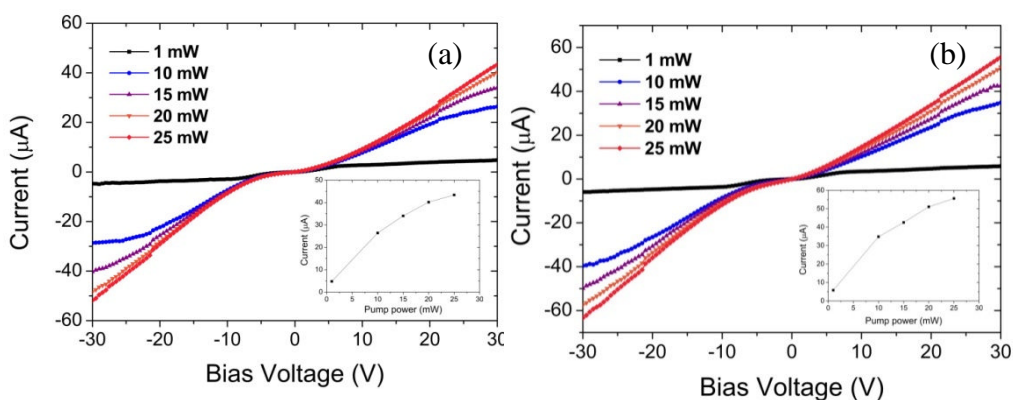 (a)
1 mW
10 mW
15 mW
20 mW
25 mW
60
40
20
0
-20
-40
-60
Current (μA)
-30 -20 -10 0 10 20 30
Bias Voltage (V)
50
40
30
20
10
0
Current (μA)
0 5 10 15 20 25 30
Pump power (mW)
(b)
1 mW
10 mW
15 mW
20 mW
25 mW
60
40
20
0
-20
-40
-60
Current (μA)
-30 -20 -10 0 10 20 30
Bias Voltage (V)
60
50
40
30
20
10
0
Current (μA)
0 5 10 15 20 25 30
Pump power (mW)